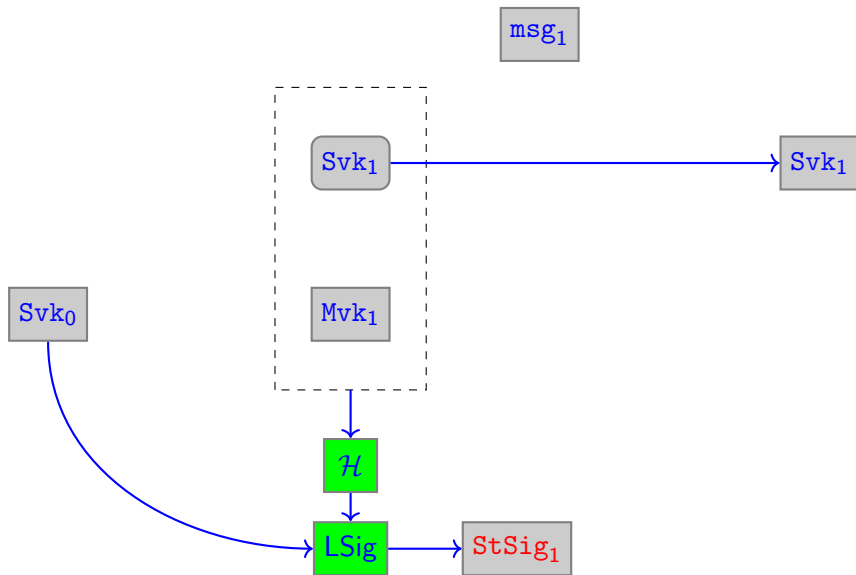 msg₁
Svk₁
Svk₁
Svk₀
Mvk₁
ℋ
LSig
StSig₁